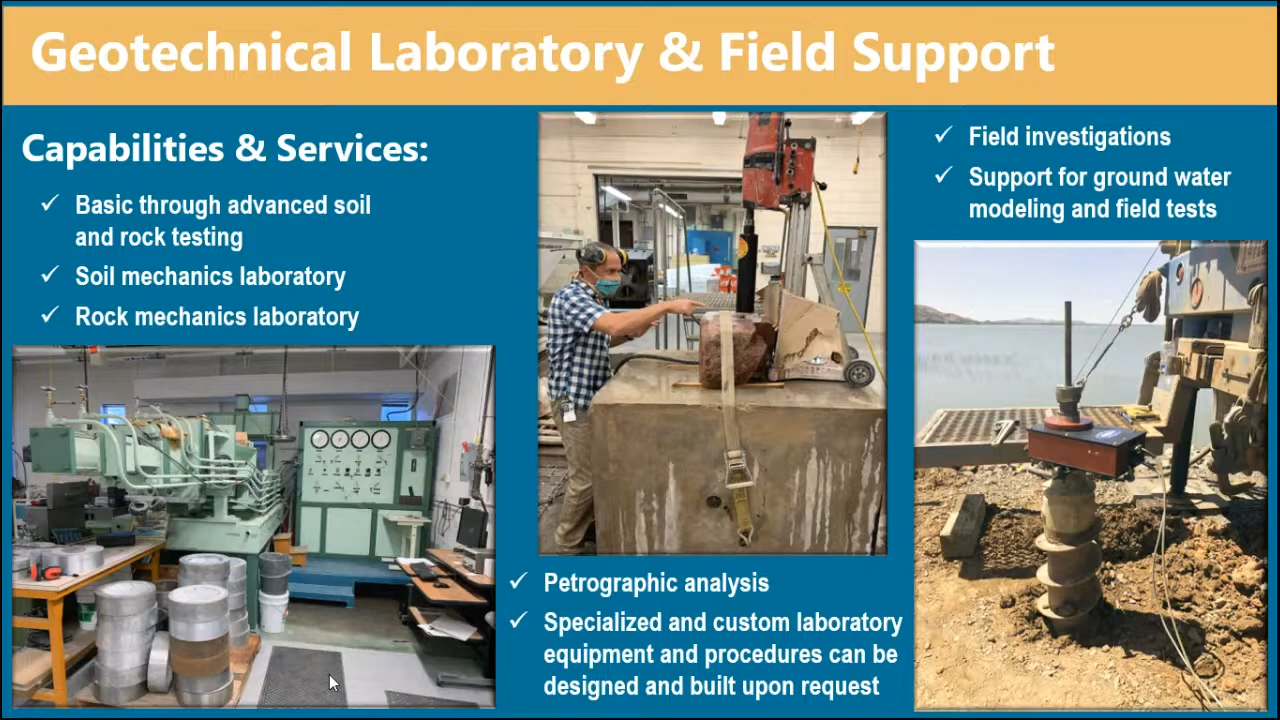 Geotechnical Laboratory & Field Support
Capabilities & Services:
Basic through advanced soil
and rock testing
Soil mechanics laboratory
Rock mechanics laboratory
Petrographic analysis
Specialized and custom laboratory
equipment and procedures can be
designed and built upon request
Field investigations
Support for ground water
modeling and field tests